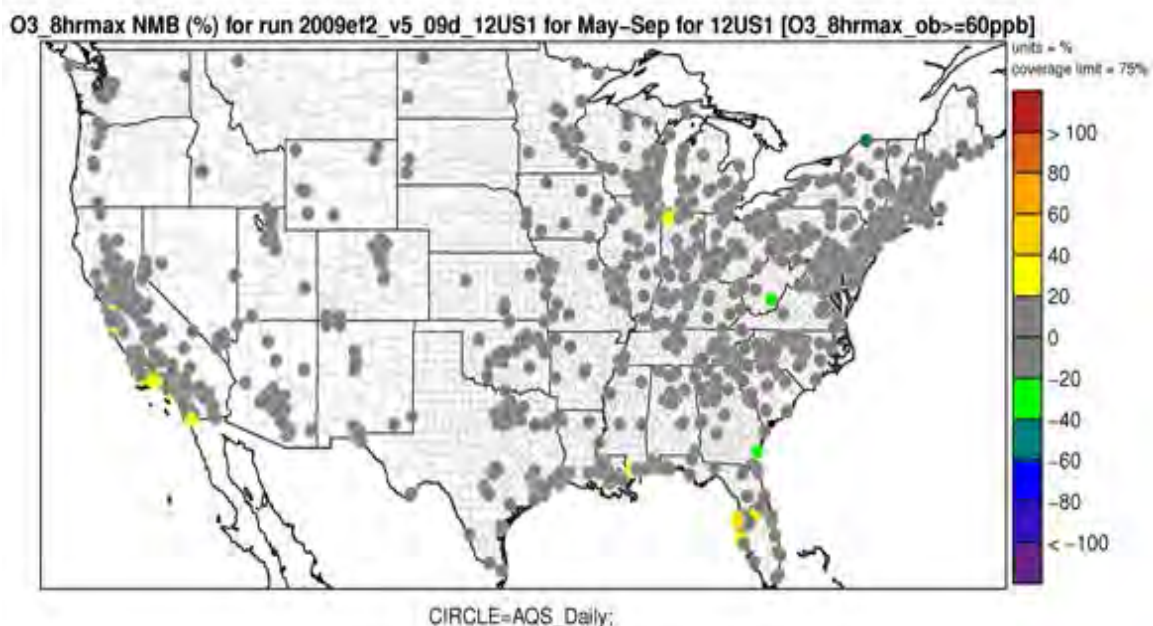 O3_8hrmax NMB (%) for run 2009ef2_v5_09d_12US1 for May-Sep for 12US1 [O3_8hrmax_ob>=60ppb]
units = %
coverage limit = 75%
> 100
80
60
40
20
0
-20
-40
-60
-80
< -100
CIRCLE=AQS_Daily;